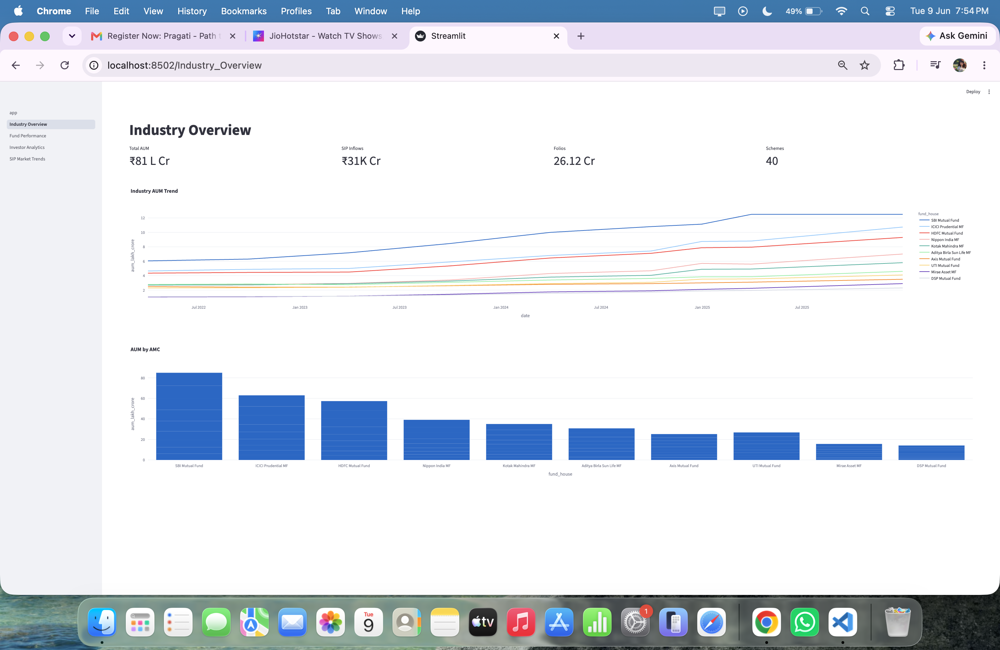 Chrome File Edit View History Bookmarks Profiles Tab Window Help 49% Tue 9 Jun 7:54 PM
Register Now: Pragati - Path t JioHotstar - Watch TV Shows, Streamlit Ask Gemini
localhost:8502/Industry_Overview
Deploy
app
Industry Overview
Fund Performance
Investor Analytics
SIP Market Trends
Industry Overview
Total AUM SIP Inflows Folios Schemes
₹81 L Cr ₹31K Cr 26.12 Cr 40
Industry AUM Trend
aum_lakh_crore
12
10
8
6
4
2
Jul 2022 Jan 2023 Jul 2023 Jan 2024 Jul 2024 Jan 2025 Jul 2025
date
fund_house
SBI Mutual Fund
ICICI Prudential MF
HDFC Mutual Fund
Nippon India MF
Kotak Mahindra MF
Aditya Birla Sun Life MF
Axis Mutual Fund
UTI Mutual Fund
Mirae Asset MF
DSP Mutual Fund
AUM by AMC
aum_lakh_crore
80
60
40
20
0
SBI Mutual Fund ICICI Prudential MF HDFC Mutual Fund Nippon India MF Kotak Mahindra MF Aditya Birla Sun Life MF Axis Mutual Fund UTI Mutual Fund Mirae Asset MF DSP Mutual Fund
fund_house
Tue
9
tv
1